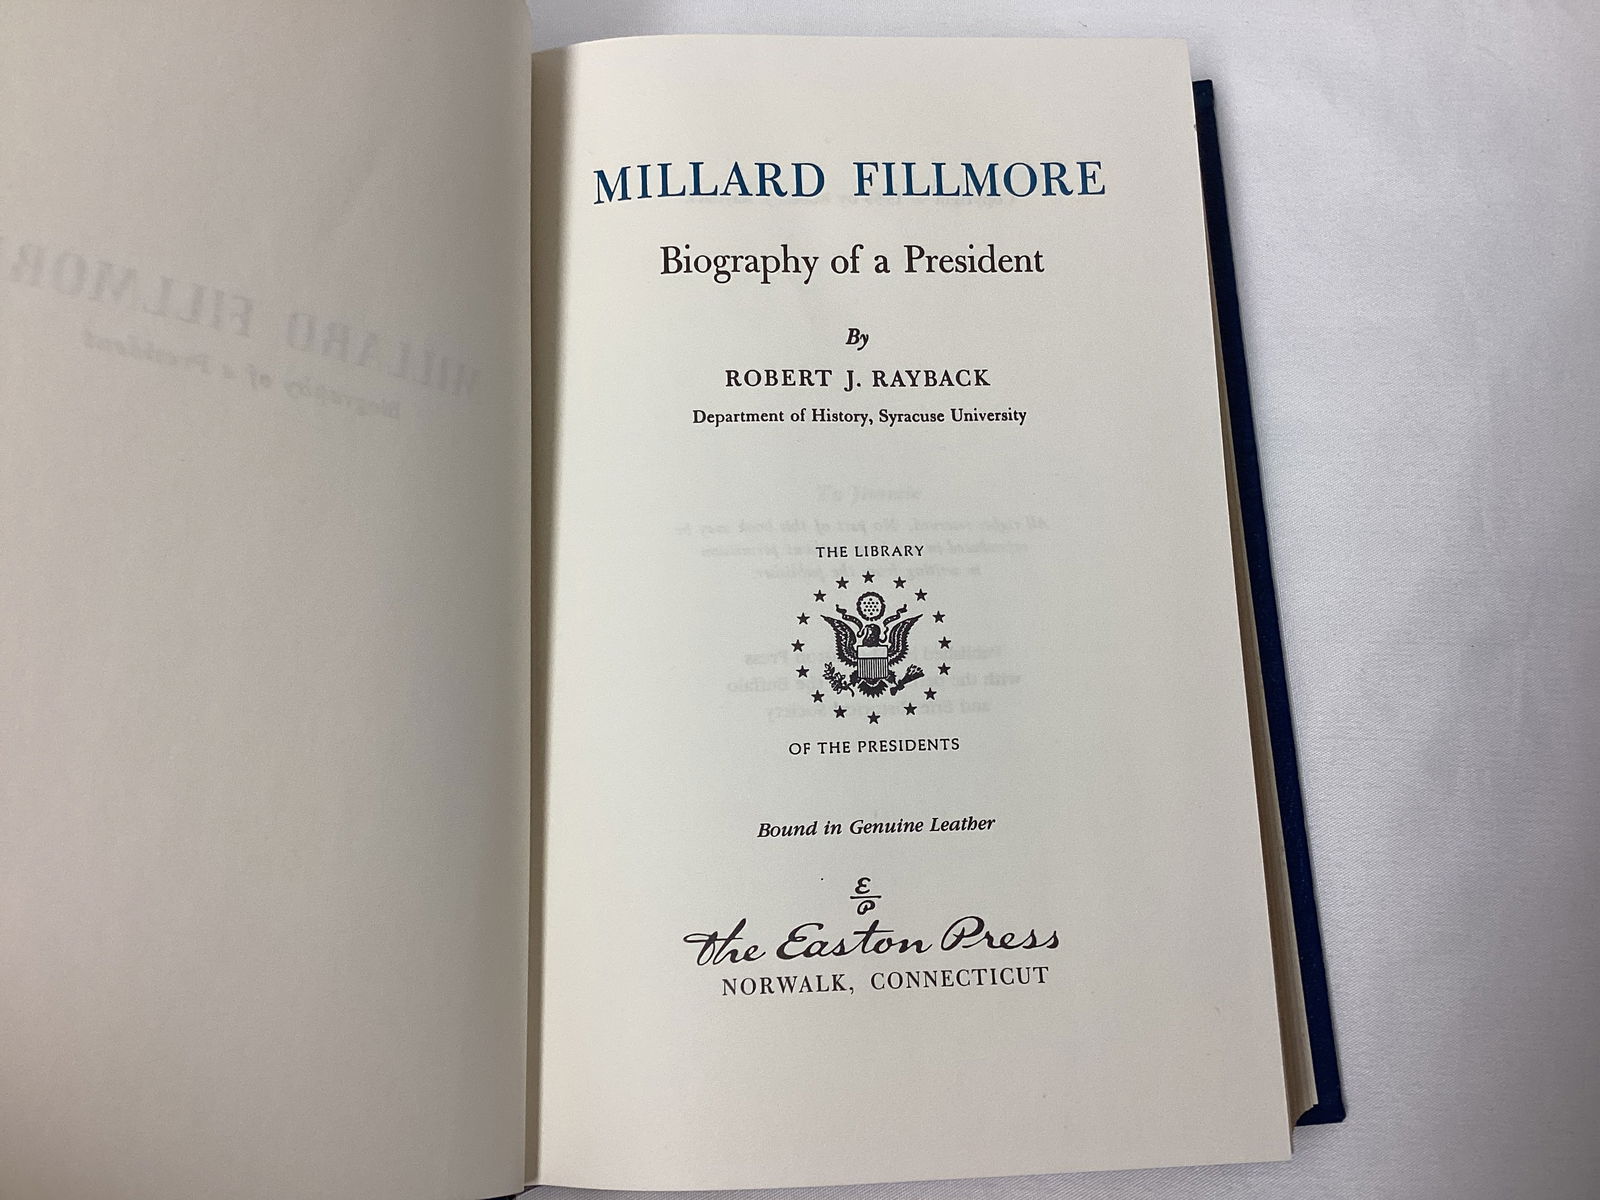 MILLARD FILLMORE
Biography of a President
By
ROBERT J. RAYBACK
Department of History, Syracuse University
THE LIBRARY
OF THE PRESIDENTS
Bound in Genuine Leather
E
P
The Easton Press
NORWALK, CONNECTICUT